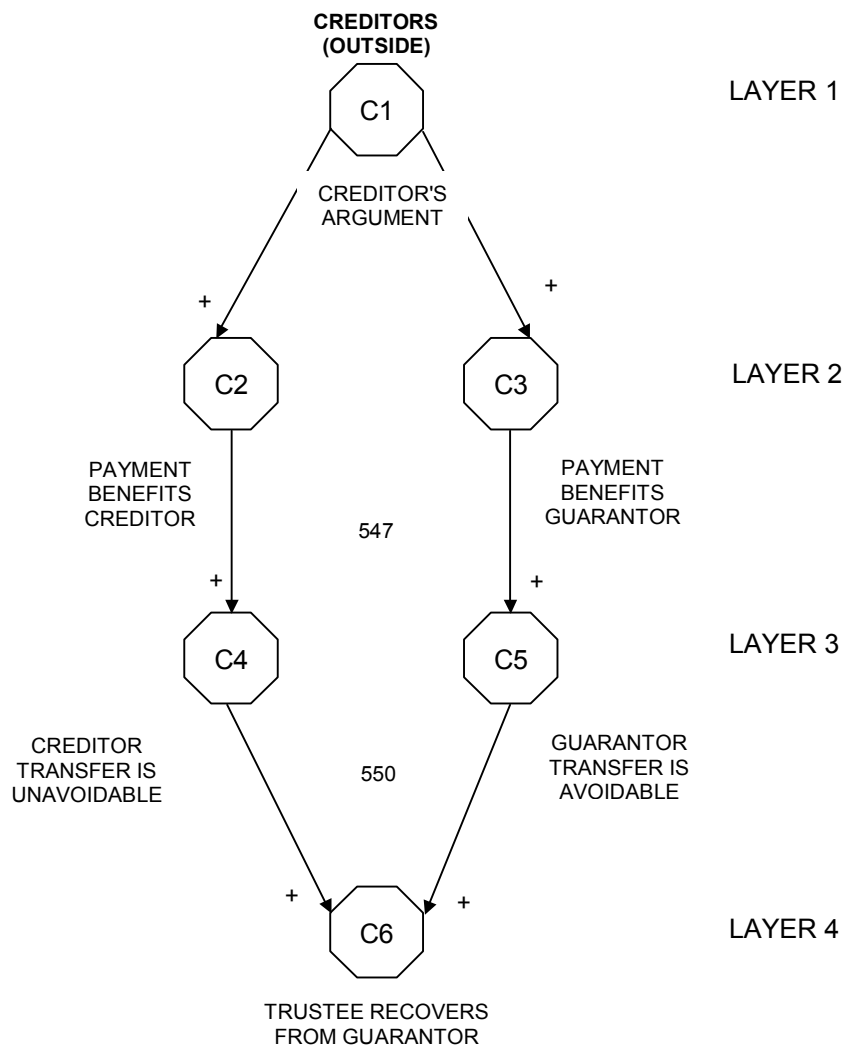 CREDITORS
(OUTSIDE)
C1
LAYER 1
CREDITOR'S
ARGUMENT
+
+
C2
C3
LAYER 2
PAYMENT
BENEFITS
CREDITOR
PAYMENT
BENEFITS
GUARANTOR
547
+
+
C4
C5
LAYER 3
CREDITOR
TRANSFER IS
UNAVOIDABLE
550
GUARANTOR
TRANSFER IS
AVOIDABLE
+
+
C6
LAYER 4
TRUSTEE RECOVERS
FROM GUARANTOR